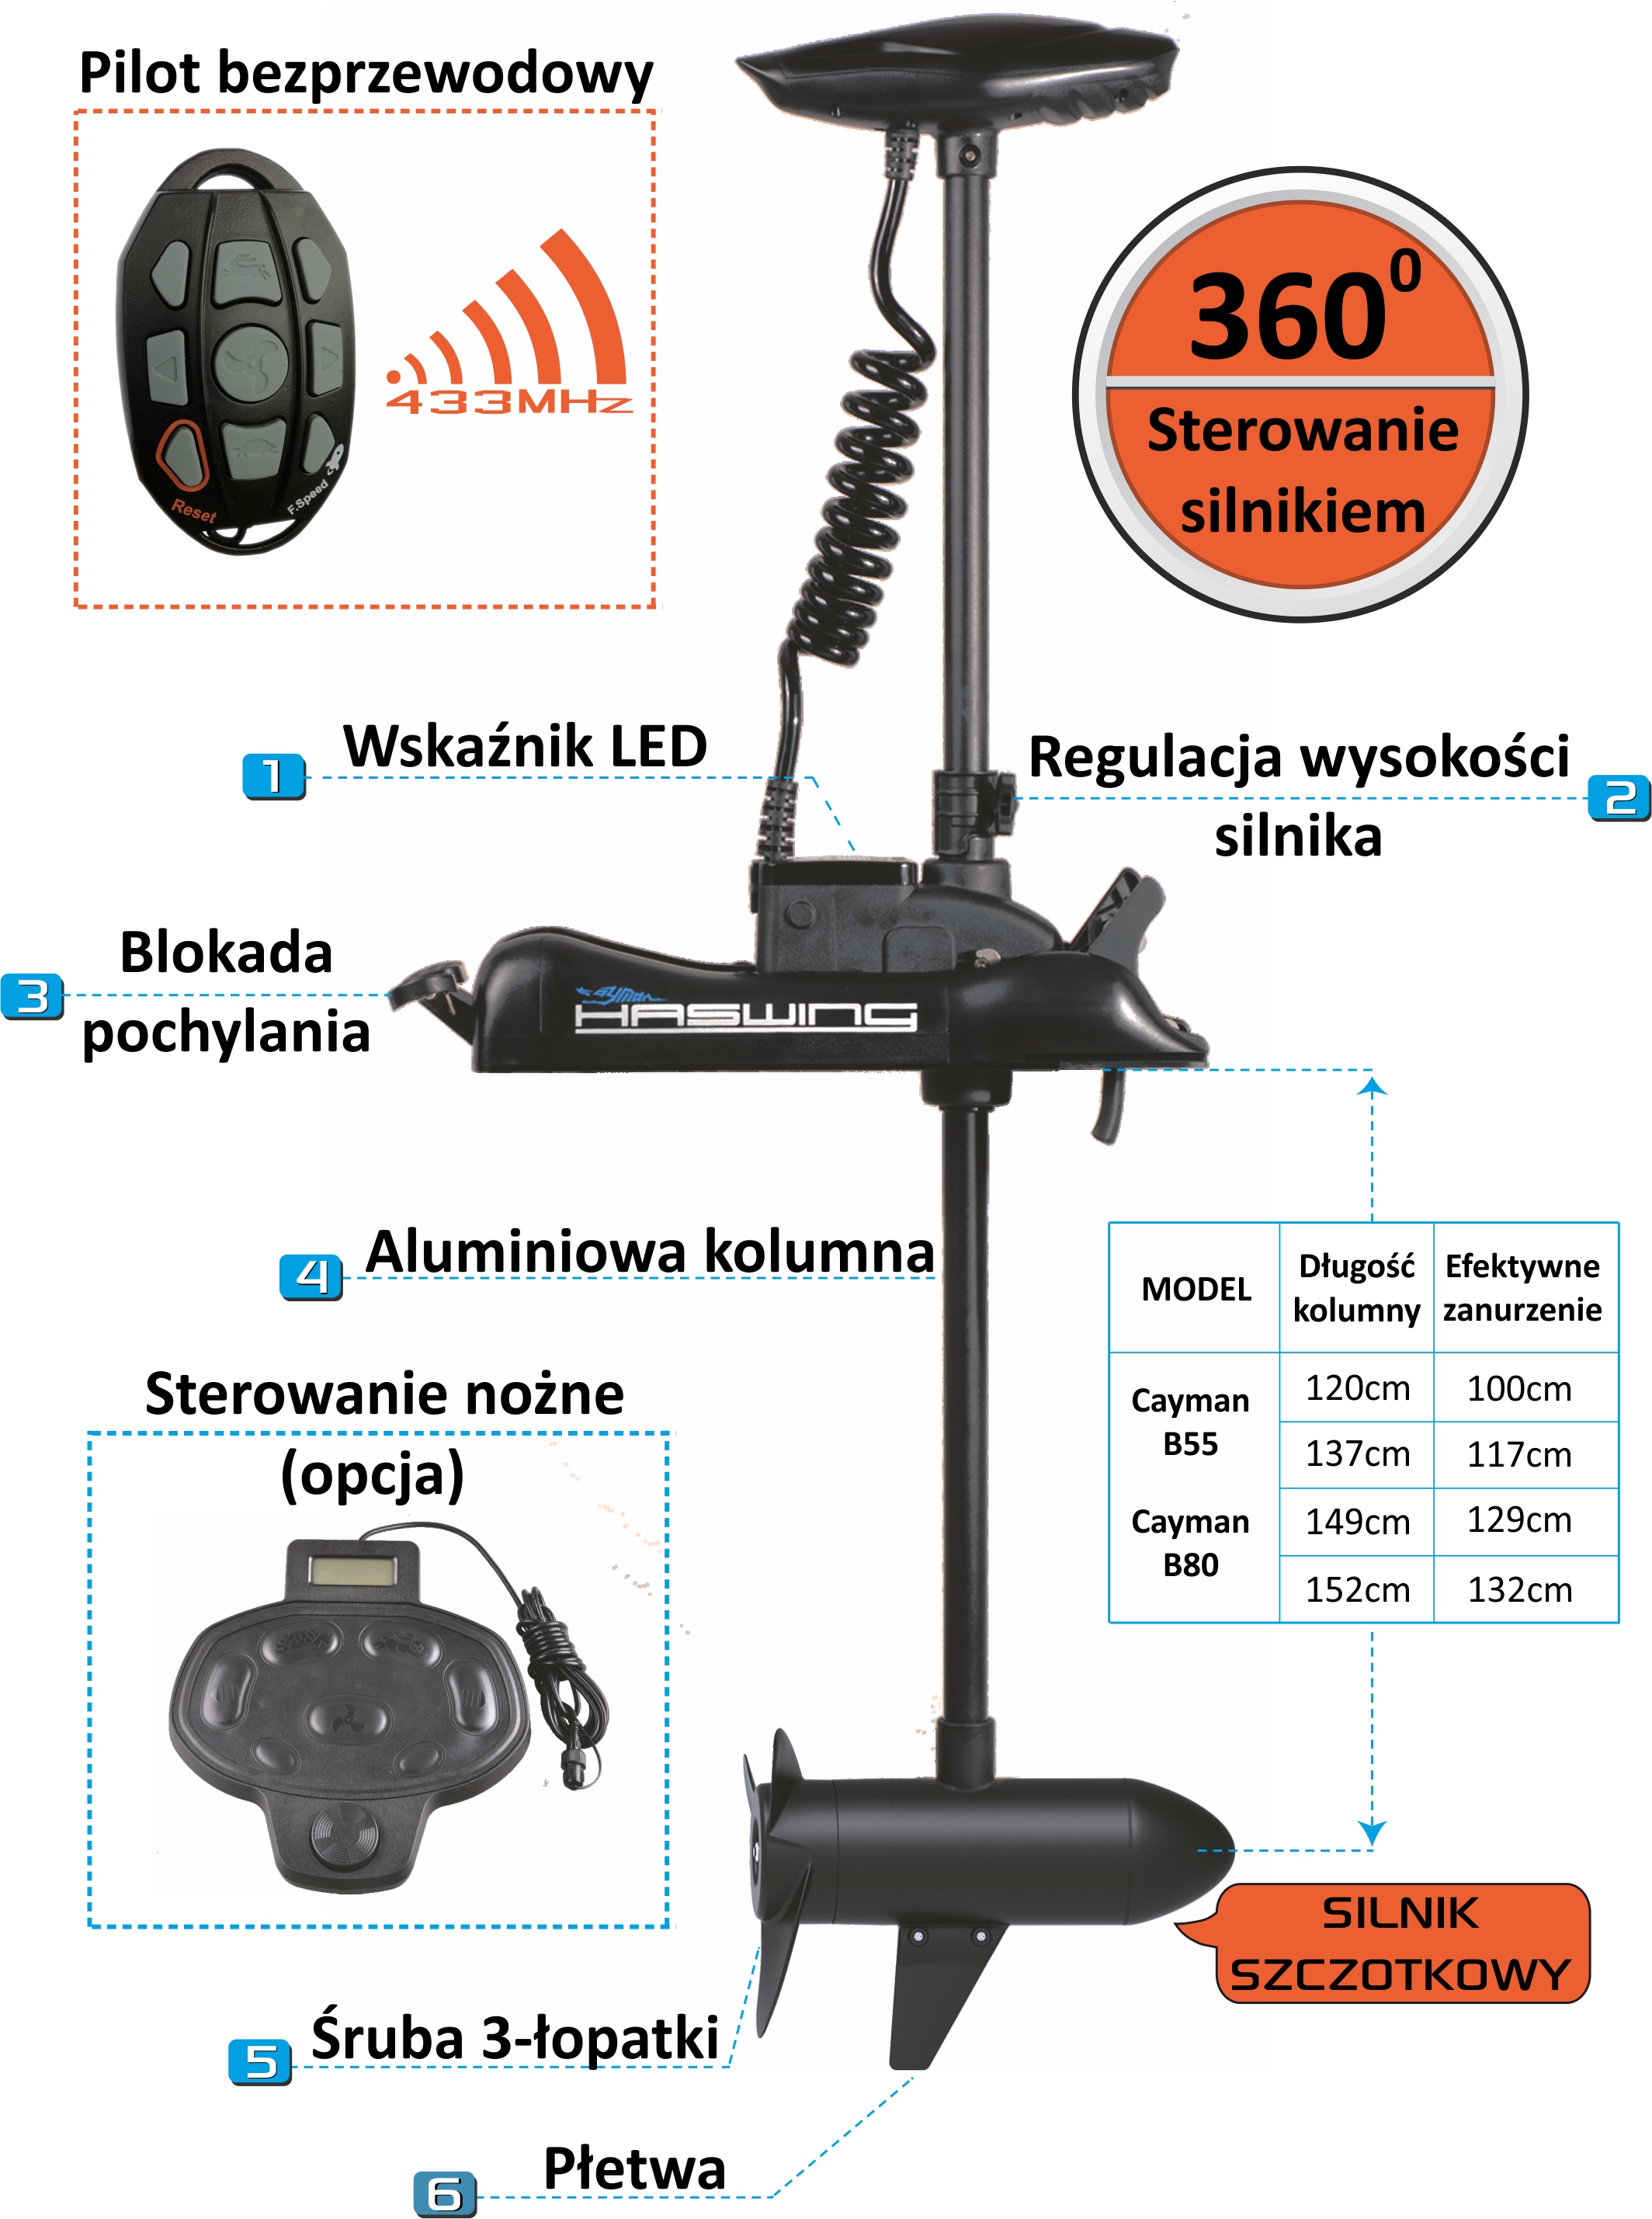 Pilot bezprzewodowy
433MHz
Reset
F.Speed
360⁰
Sterowanie
silnikiem
1
Wskaźnik LED
Regulacja wysokości
silnika
2
3
Blokada
pochylania
Cayman
HASWING
4
Aluminiowa kolumna
MODEL
Długość
kolumny
Efektywne
zanurzenie
Cayman
B55
120cm
100cm
137cm
117cm
Cayman
B80
149cm
129cm
152cm
132cm
Sterowanie nożne
(opcja)
SILNIK
SZCZOTKOWY
5
Śruba 3-łopatki
6
Płetwa